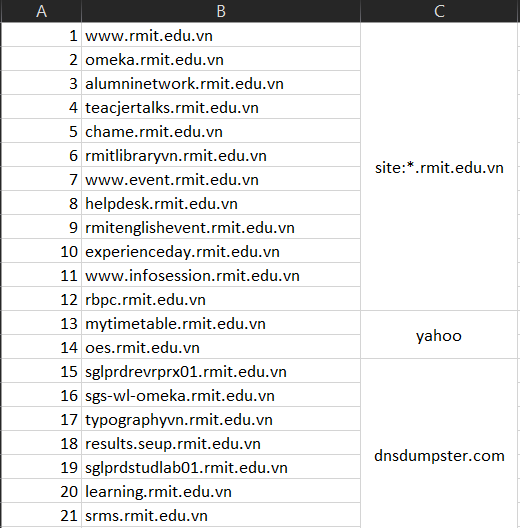 A B C
1 www.rmit.edu.vn
2 omeka.rmit.edu.vn
3 alumninetwork.rmit.edu.vn
4 teacjertalks.rmit.edu.vn
5 chame.rmit.edu.vn
6 rmitlibraryvn.rmit.edu.vn
7 www.event.rmit.edu.vn
site:*.rmit.edu.vn
8 helpdesk.rmit.edu.vn
9 rmitenglishevent.rmit.edu.vn
10 experienceday.rmit.edu.vn
11 www.infosession.rmit.edu.vn
12 rbpc.rmit.edu.vn
13 mytimetable.rmit.edu.vn
yahoo
14 oes.rmit.edu.vn
15 sglprdrevrprx01.rmit.edu.vn
16 sgs-wl-omeka.rmit.edu.vn
17 typographyvn.rmit.edu.vn
18 results.seup.rmit.edu.vn
dnsdumpster.com
19 sglprdstudlab01.rmit.edu.vn
20 learning.rmit.edu.vn
21 srms.rmit.edu.vn